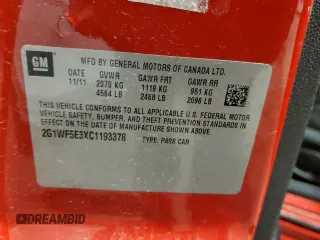 GM
MFD BY GENERAL MOTORS OF CANADA LTD.
DATE GVWR GAWR FRT GAWR RR
11/11 2070 KG 1119 KG 951 KG
4564 LB 2468 LB 2096 LB
THIS VEHICLE CONFORMS TO ALL APPLICABLE U.S. FEDERAL MOTOR
VEHICLE SAFETY, BUMPER, AND THEFT PREVENTION STANDARDS
IN EFFECT ON THE DATE OF MANUFACTURE SHOWN ABOVE.
2G1WF5E3XC1193378 TYPE: PASS CAR
DREAMBID